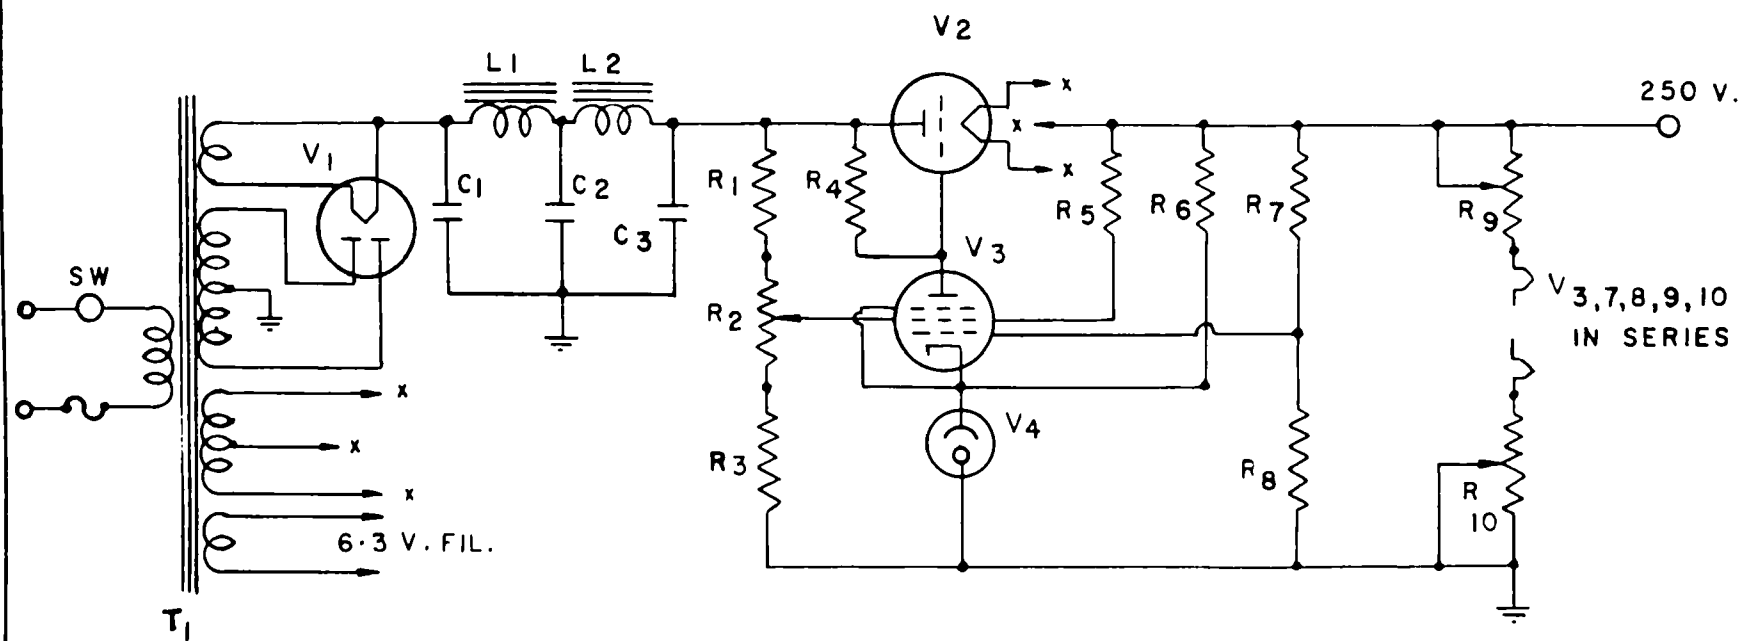 V2
L1 L2
250 V.
x
x
x
V1
C1
C2
C3
R1
R4
R5
R6
R7
R9
SW
V3
V3,7,8,9,10
IN SERIES
R2
x
x
x
R3
V4
R8
R10
6.3 V. FIL.
T1